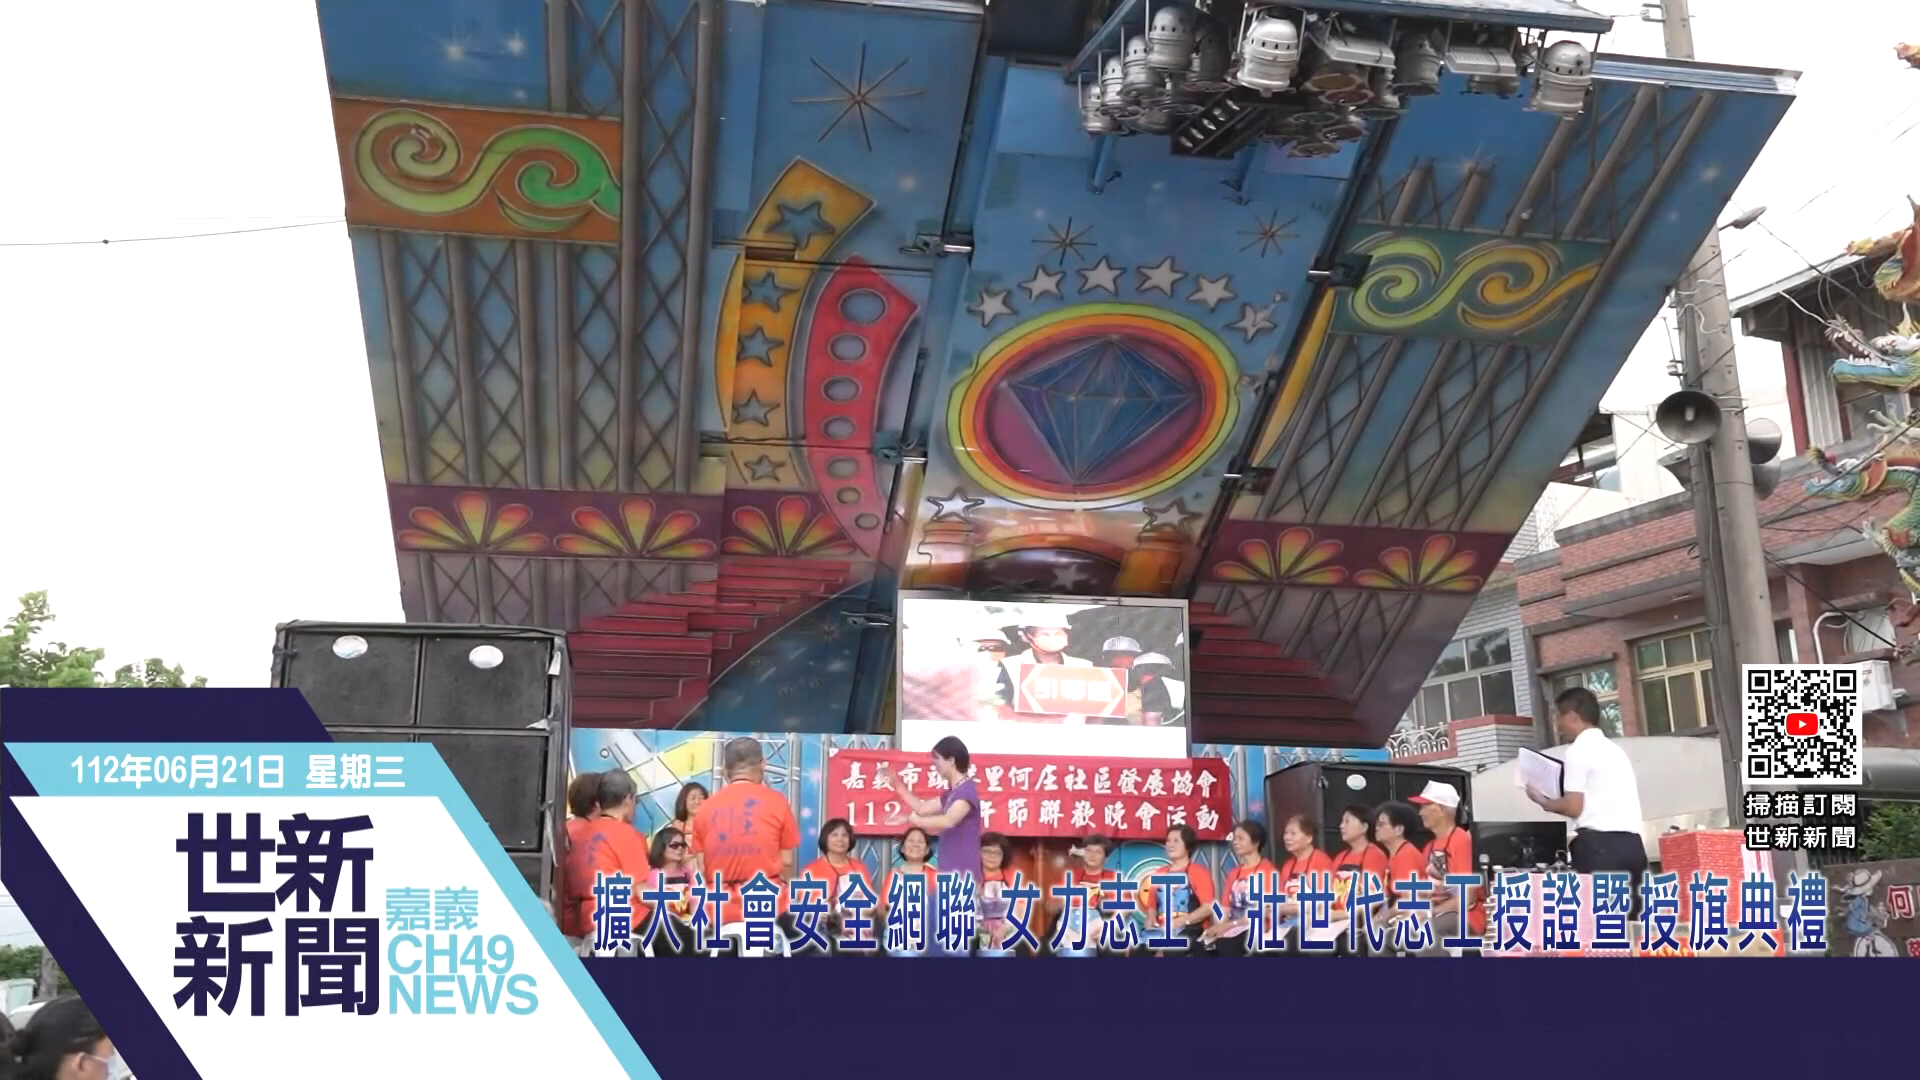 嘉義市 里何庄社區發展協會
112 午節聯歡晚會活動
掃描訂閱
世新新聞
112年06月21日 星期三
世新
新聞
嘉義
CH49
NEWS
擴大社會安全網聯 女力志工、壯世代志工授證暨授旗典禮
何